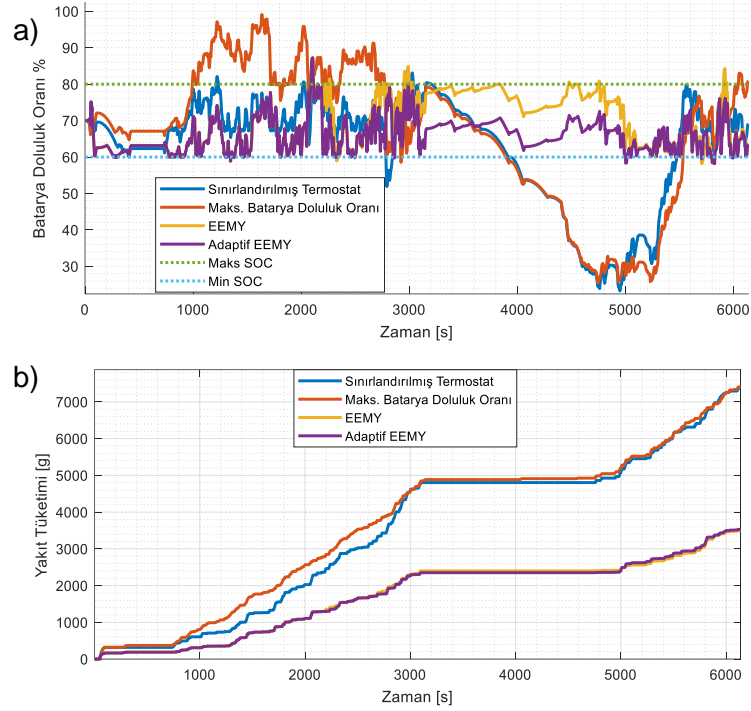 a)
Batarya Doluluk Oranı %
100
90
80
70
60
50
40
30
Sınırlandırılmış Termostat
Maks. Batarya Doluluk Oranı
EEMY
Adaptif EEMY
Maks SOC
Min SOC
0
1000
2000
3000
4000
5000
6000
Zaman [s]
b)
Yakıt Tüketimi [g]
7000
6000
5000
4000
3000
2000
1000
0
Sınırlandırılmış Termostat
Maks. Batarya Doluluk Oranı
EEMY
Adaptif EEMY
1000
2000
3000
4000
5000
6000
Zaman [s]